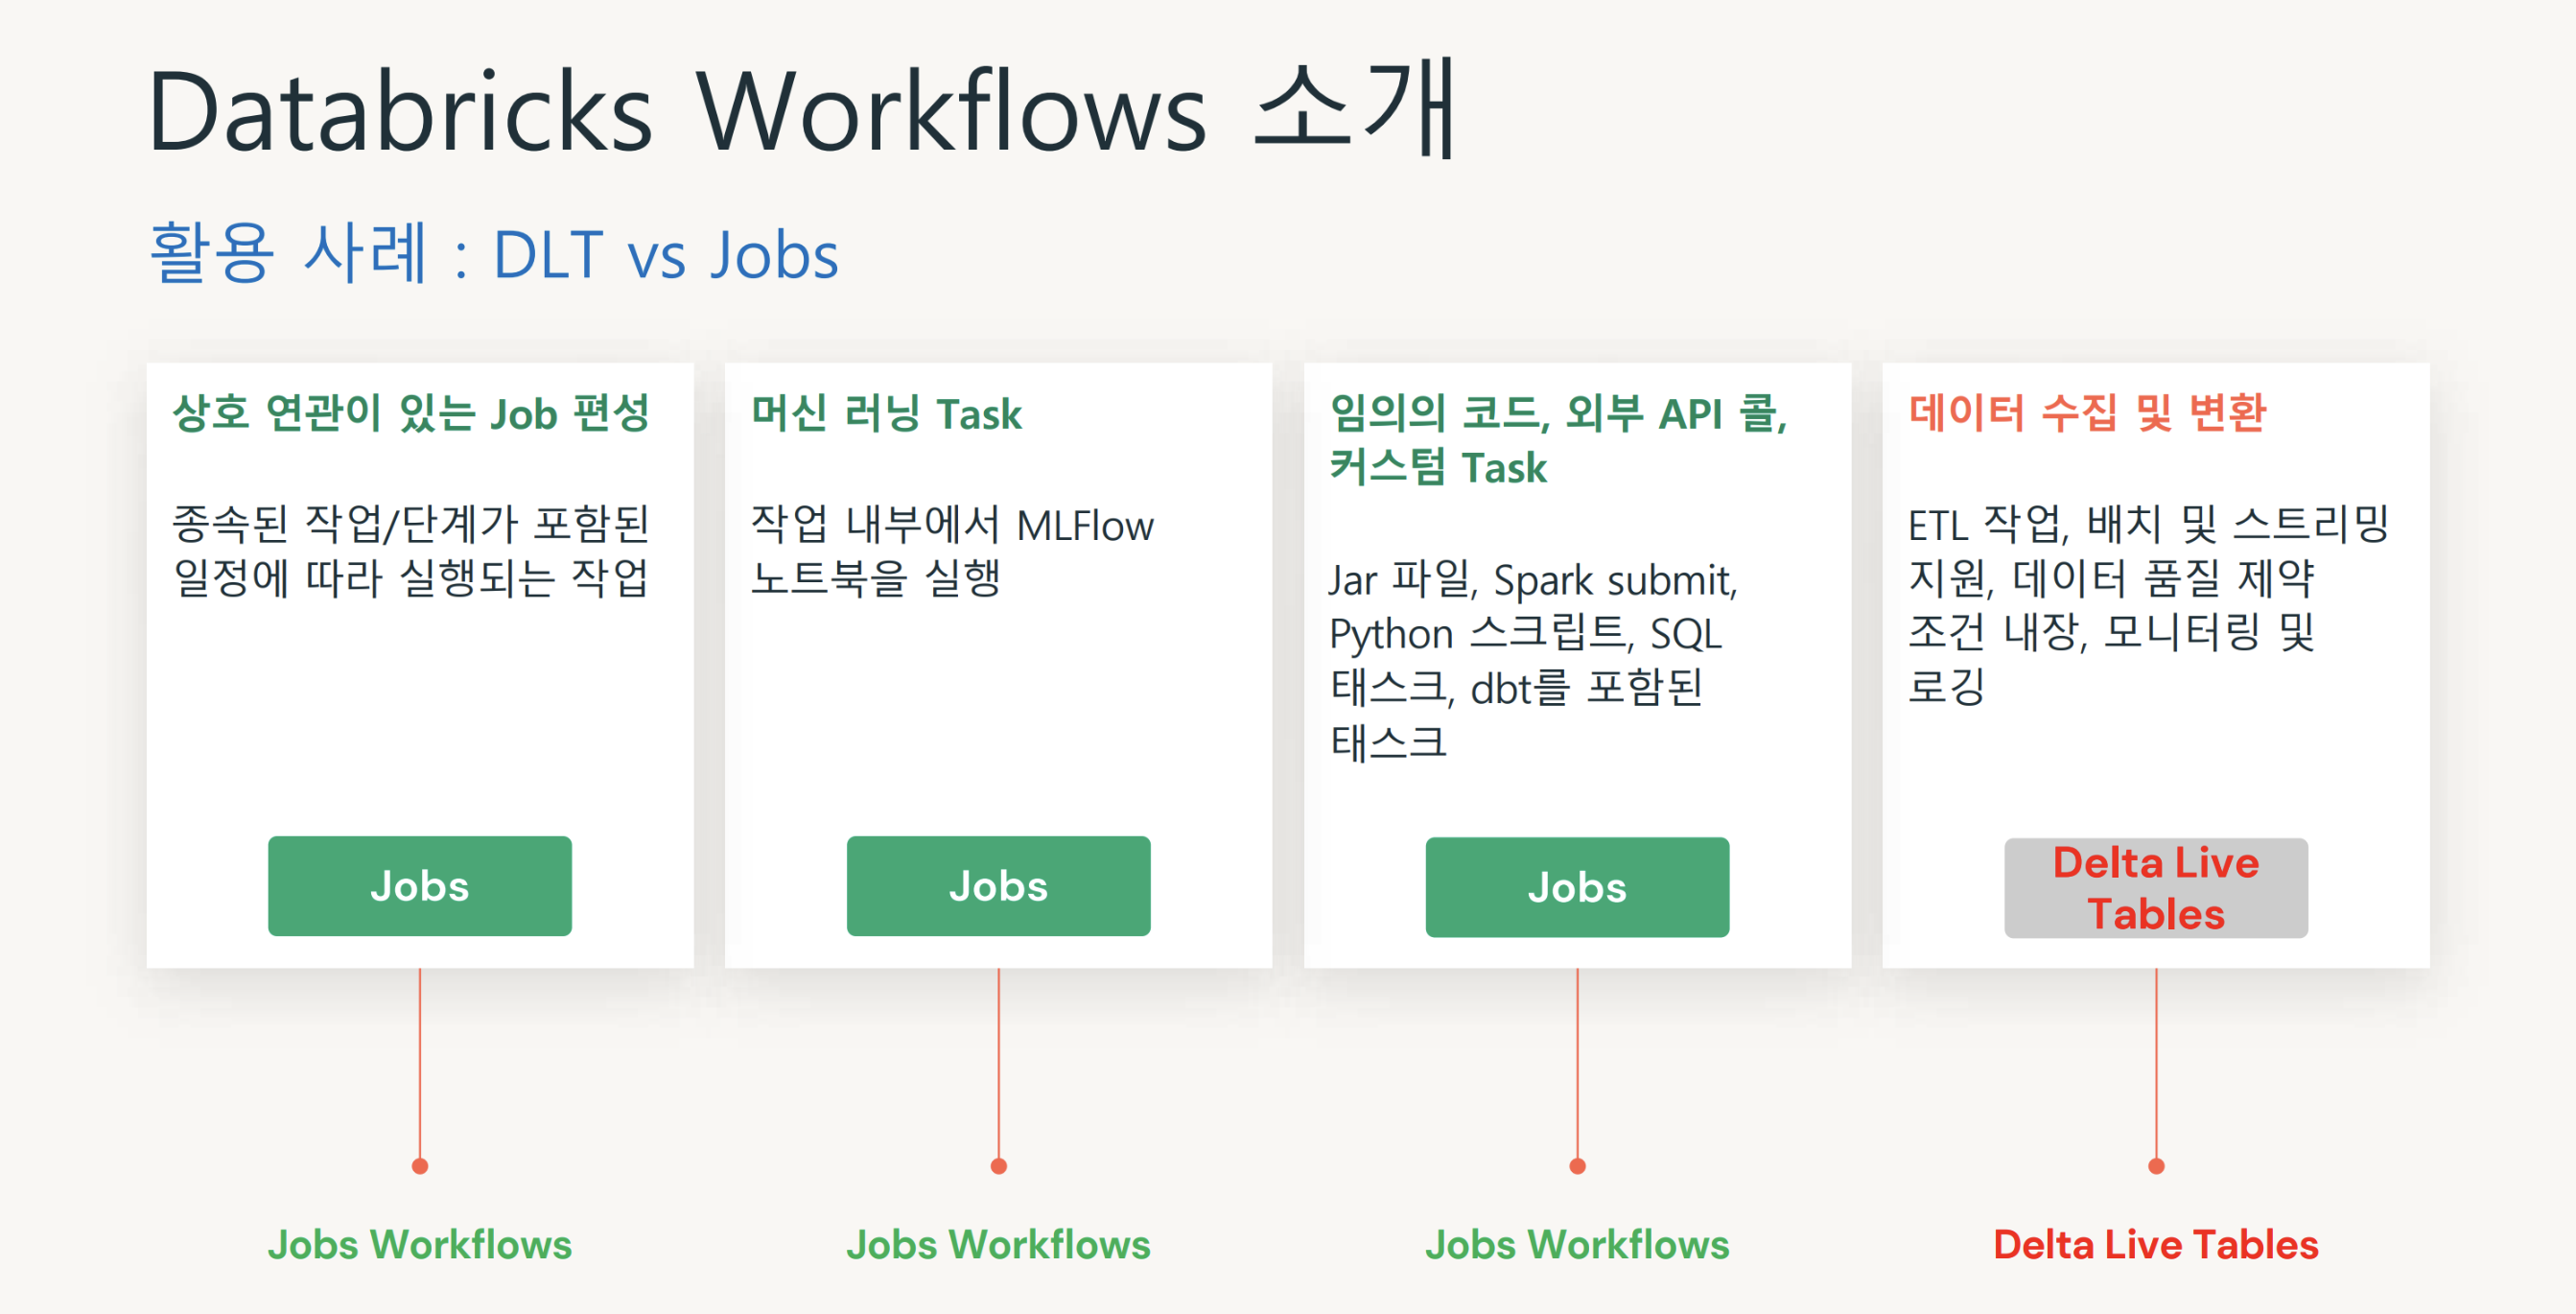 Databricks Workflows 소개
활용 사례 : DLT vs Jobs
상호 연관이 있는 Job 편성
종속된 작업/단계가 포함된
일정에 따라 실행되는 작업
Jobs
Jobs Workflows
머신 러닝 Task
작업 내부에서 MLFlow
노트북을 실행
Jobs
Jobs Workflows
임의의 코드, 외부 API 콜,
커스텀 Task
Jar 파일, Spark submit,
Python 스크립트, SQL
태스크, dbt를 포함된
태스크
Jobs
Jobs Workflows
데이터 수집 및 변환
ETL 작업, 배치 및 스트리밍
지원, 데이터 품질 제약
조건 내장, 모니터링 및
로깅
Delta Live
Tables
Delta Live Tables